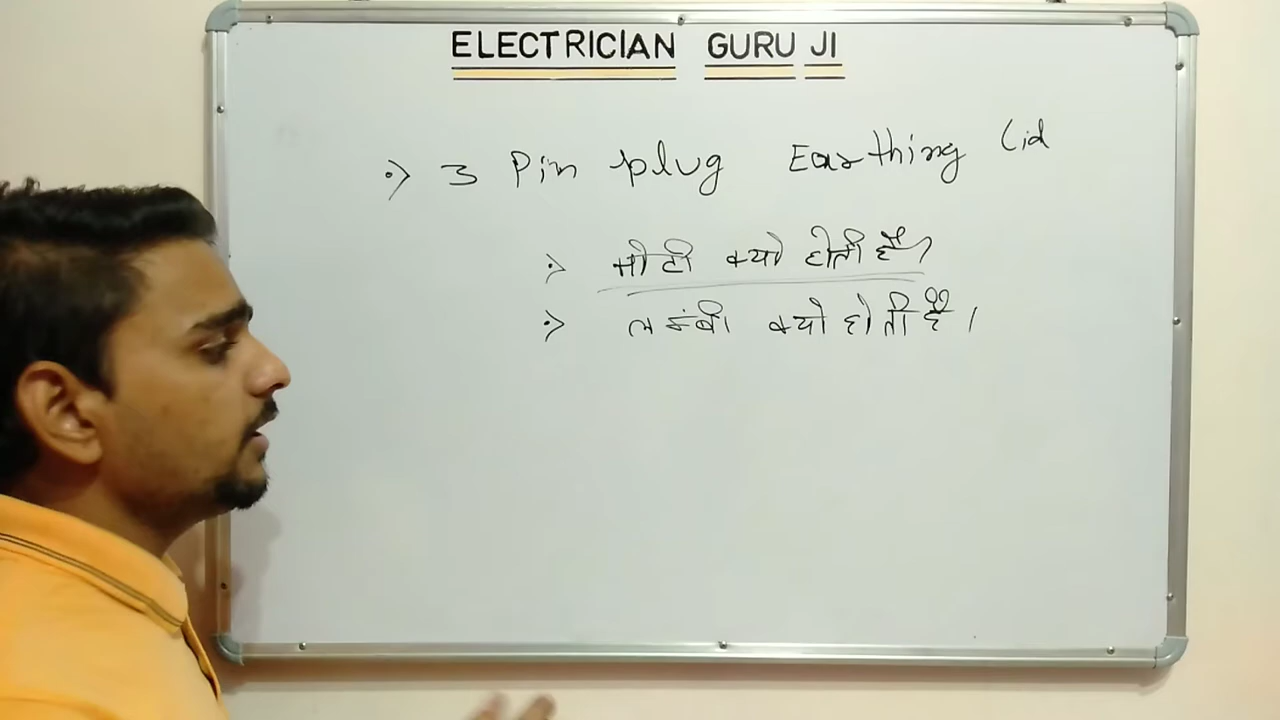 ELECTRICIAN GURU JI
3 Pin plug Earthing Lid
मोटी क्यो होती है।
लम्बी क्यो होती है।